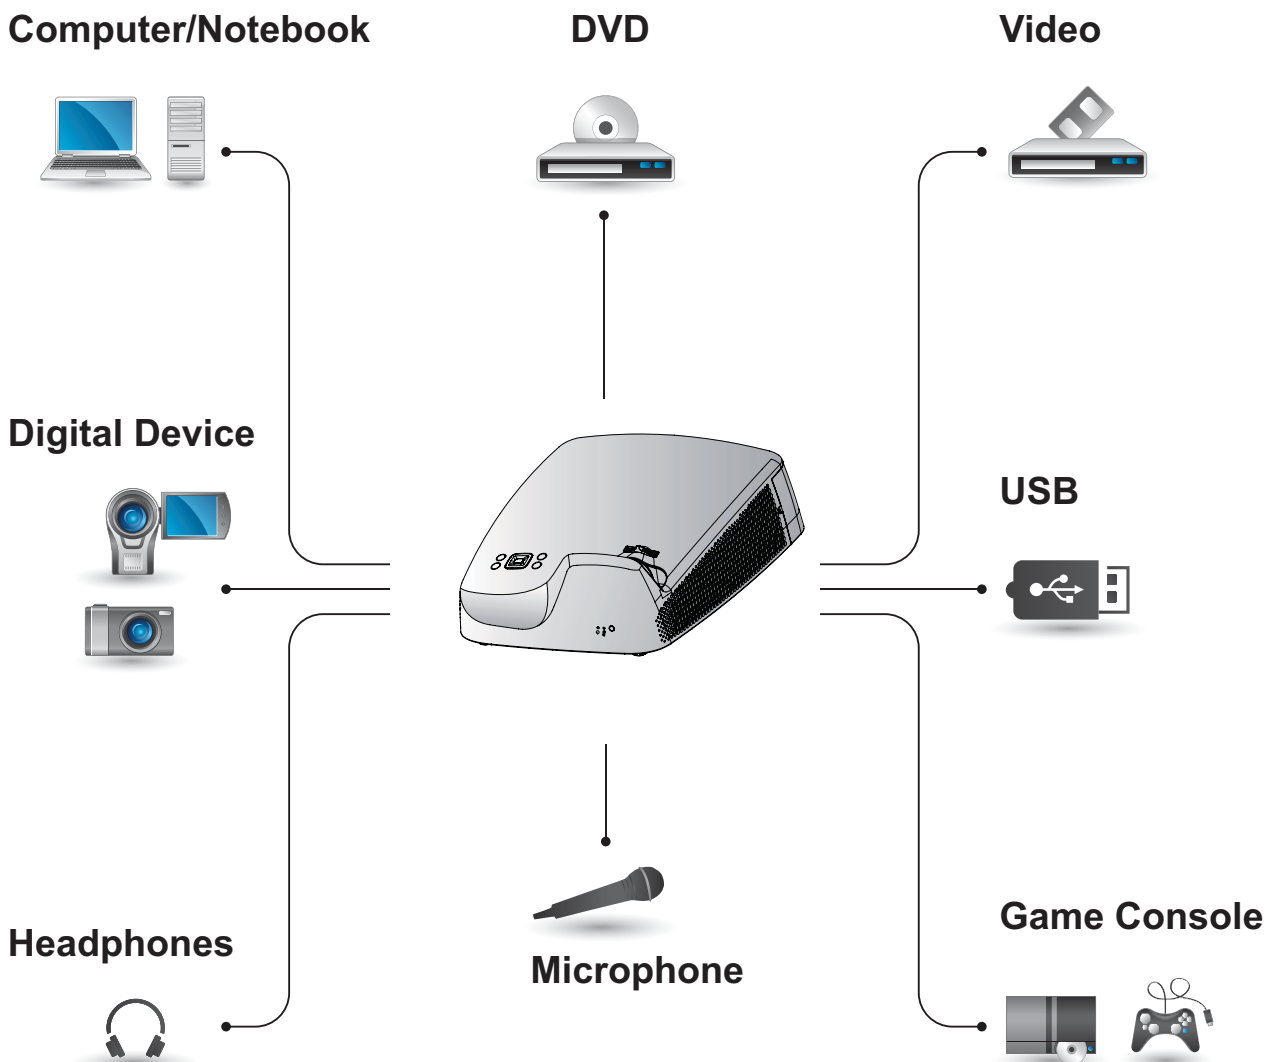 Computer/Notebook
DVD
Video
Digital Device
USB
Headphones
Microphone
Game Console